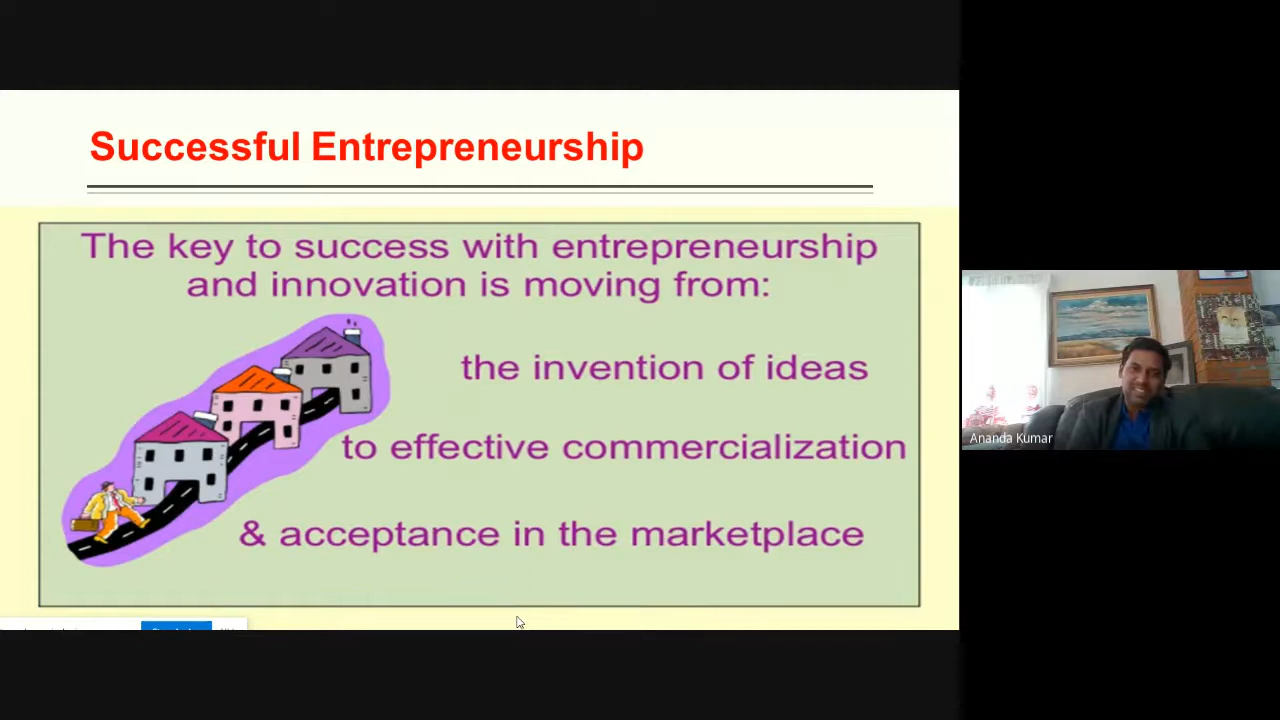 Successful Entrepreneurship
The key to success with entrepreneurship
and innovation is moving from:
the invention of ideas
to effective commercialization
& acceptance in the marketplace
Ananda Kumar